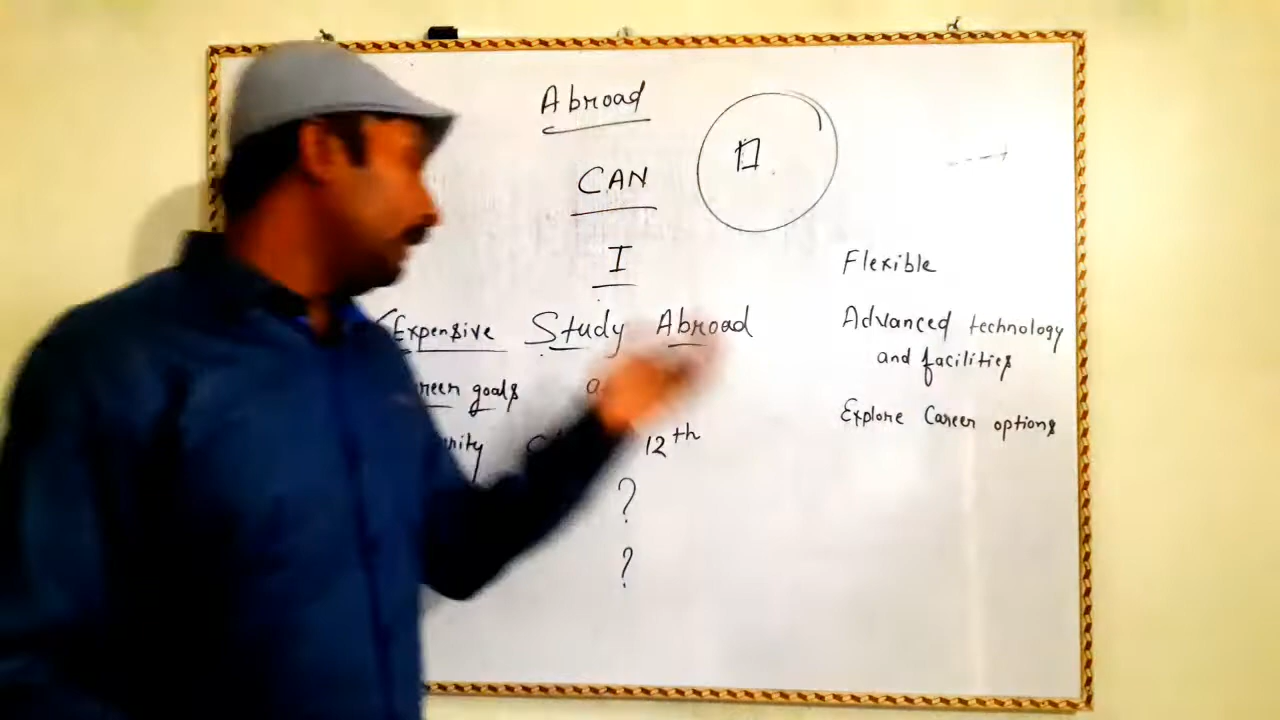 Abroad
CAN
I
Expensive Study Abroad
goals
12th
?
?
Flexible
Advanced technology
and facilities
Explore Career options